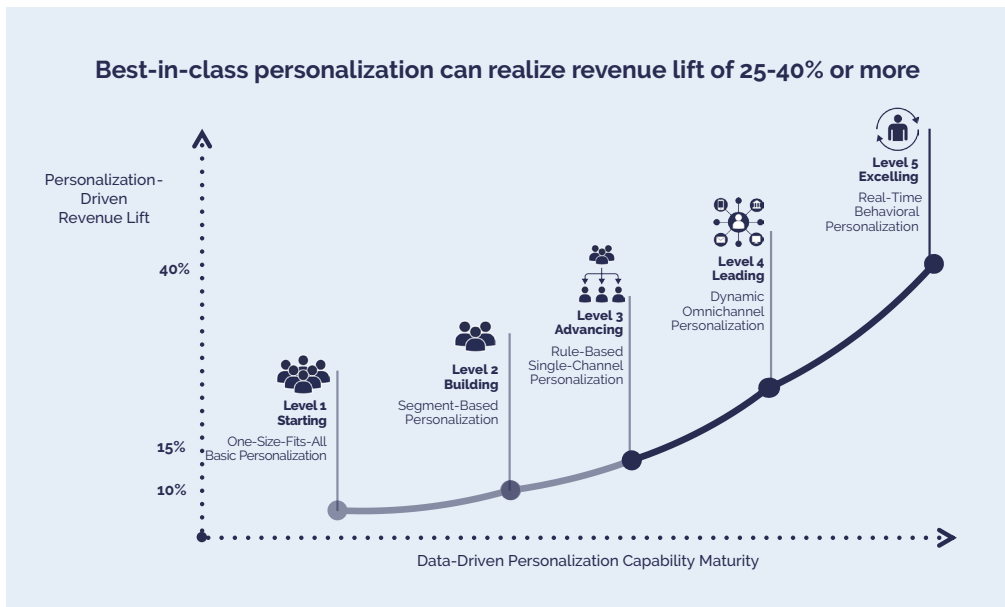 Best-in-class personalization can realize revenue lift of 25-40% or more
Personalization-
Driven
Revenue Lift
40%
15%
10%
Level 1
Starting
One-Size-Fits-All
Basic Personalization
Level 2
Building
Segment-Based
Personalization
Level 3
Advancing
Rule-Based
Single-Channel
Personalization
Level 4
Leading
Dynamic
Omnichannel
Personalization
Level 5
Excelling
Real-Time
Behavioral
Personalization
Data-Driven Personalization Capability Maturity